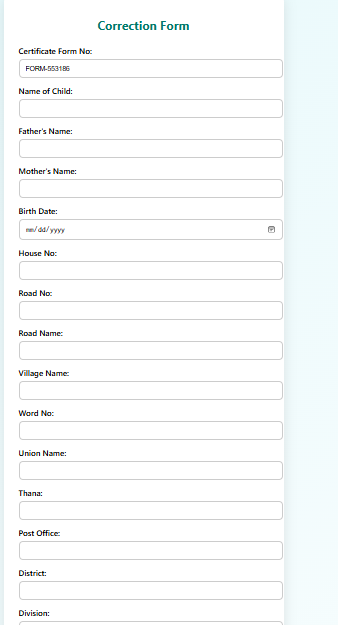 Correction Form
Certificate Form No:
FORM-553186
Name of Child:
Father's Name:
Mother's Name:
Birth Date:
mm/dd/yyyy
House No:
Road No:
Road Name:
Village Name:
Word No:
Union Name:
Thana:
Post Office:
District:
Division: